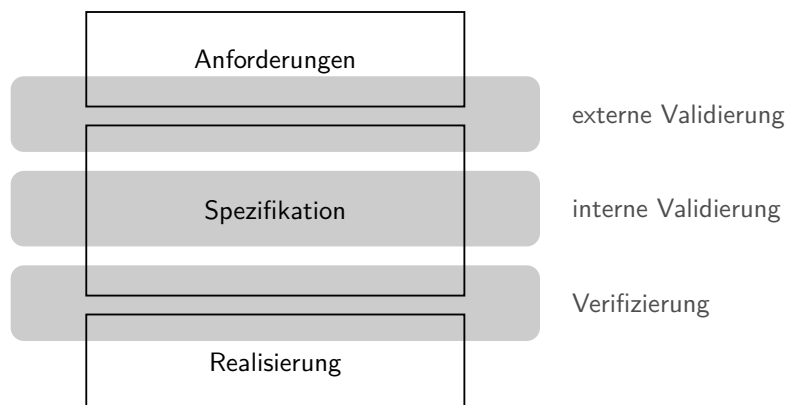 Anforderungen
externe Validierung
Spezifikation
interne Validierung
Verifizierung
Realisierung